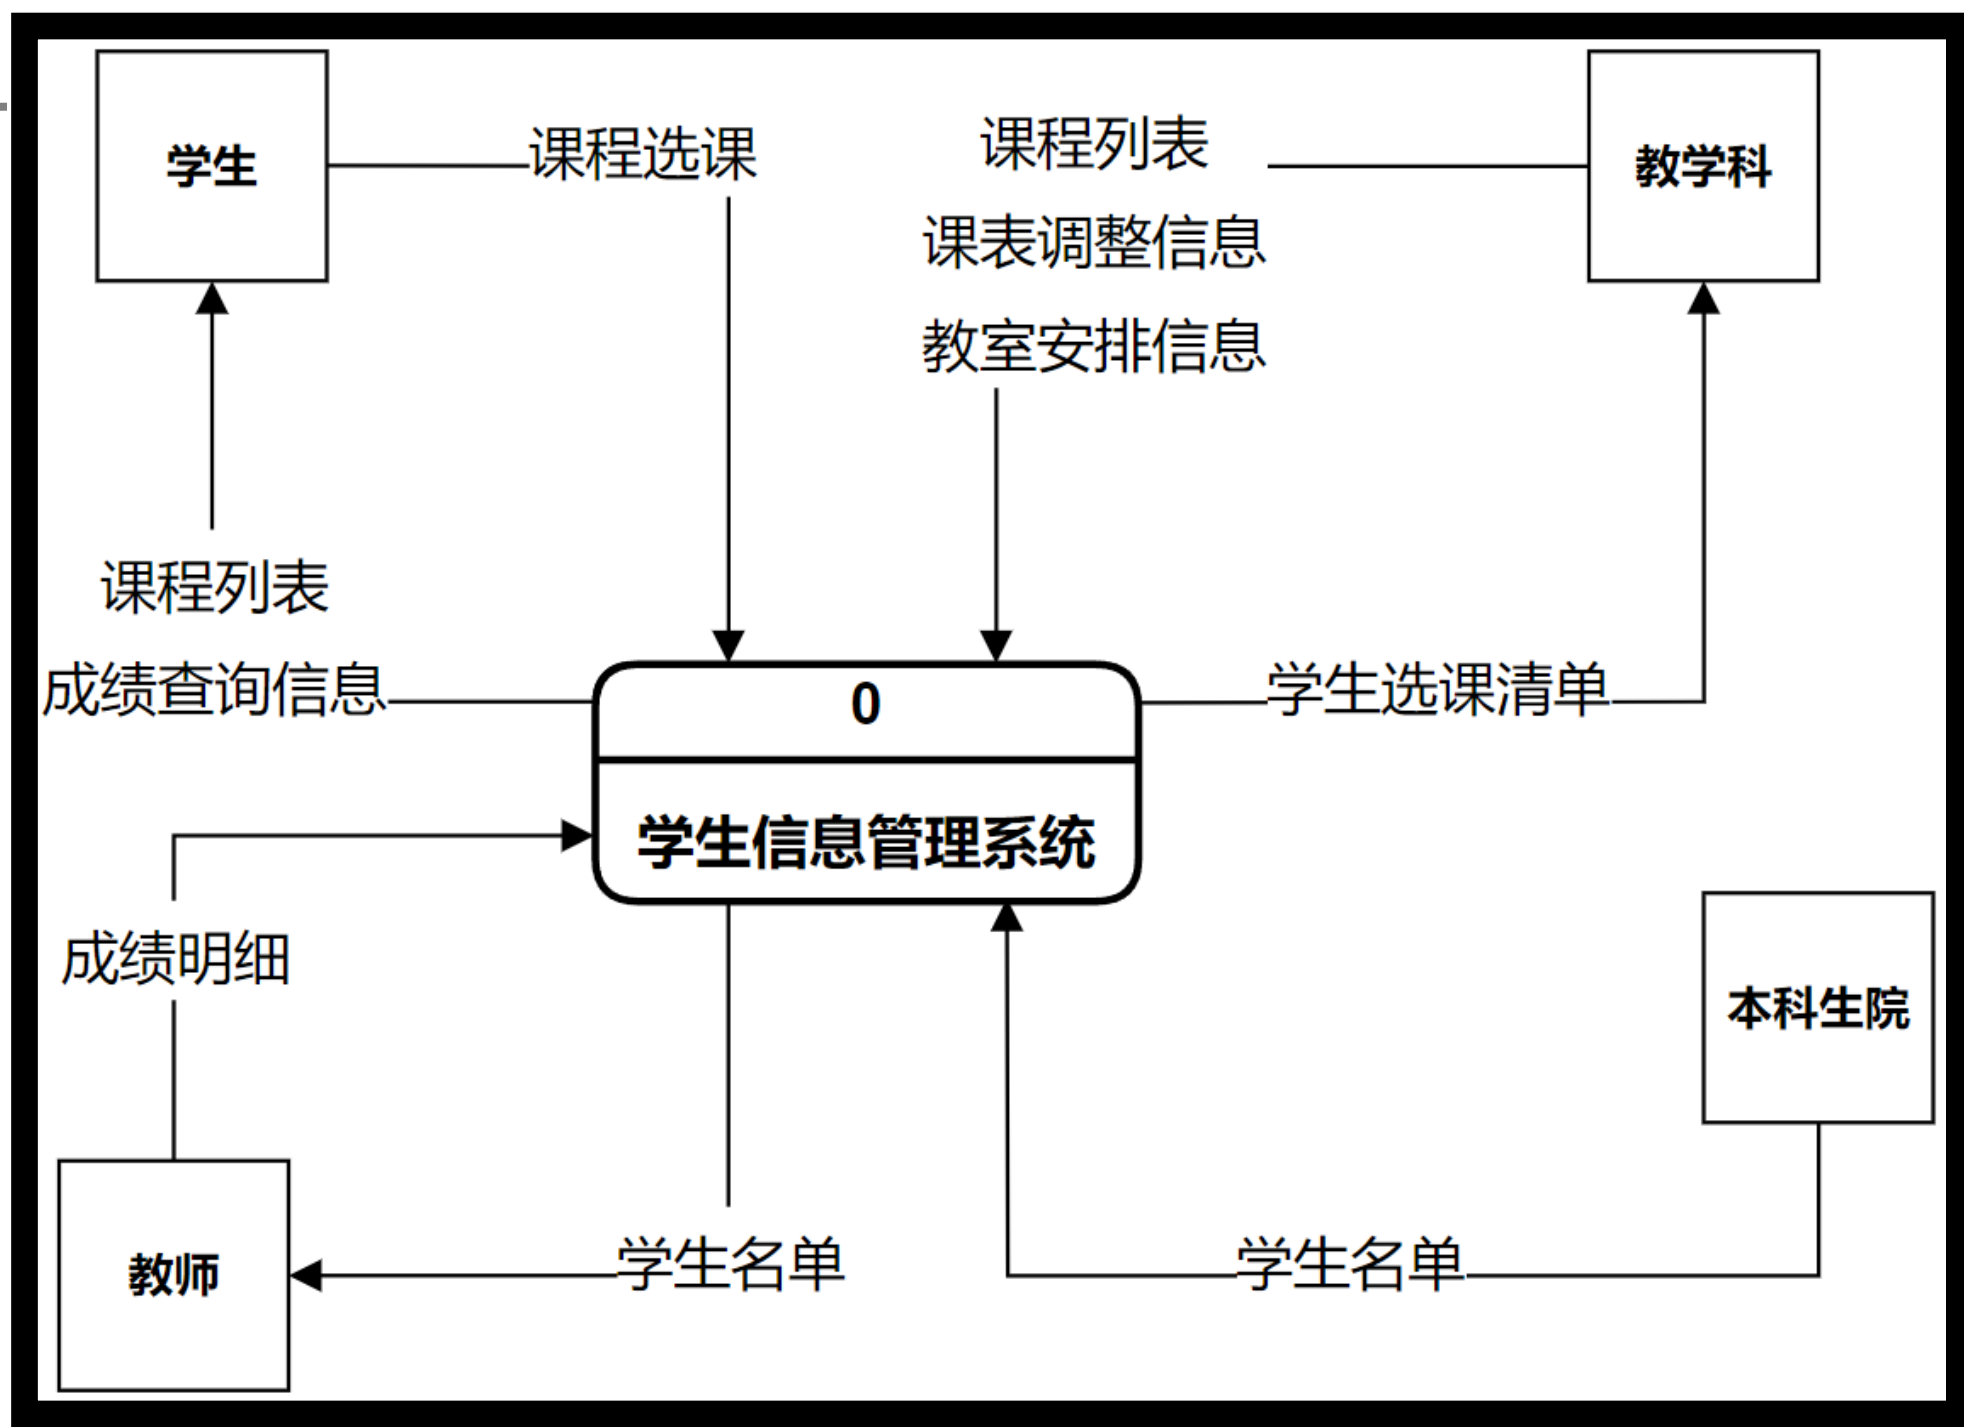 学生
课程选课
课程列表
课表调整信息
教室安排信息
教学科
课程列表
成绩查询信息
0
学生信息管理系统
学生选课清单
成绩明细
本科生院
教师
学生名单
学生名单